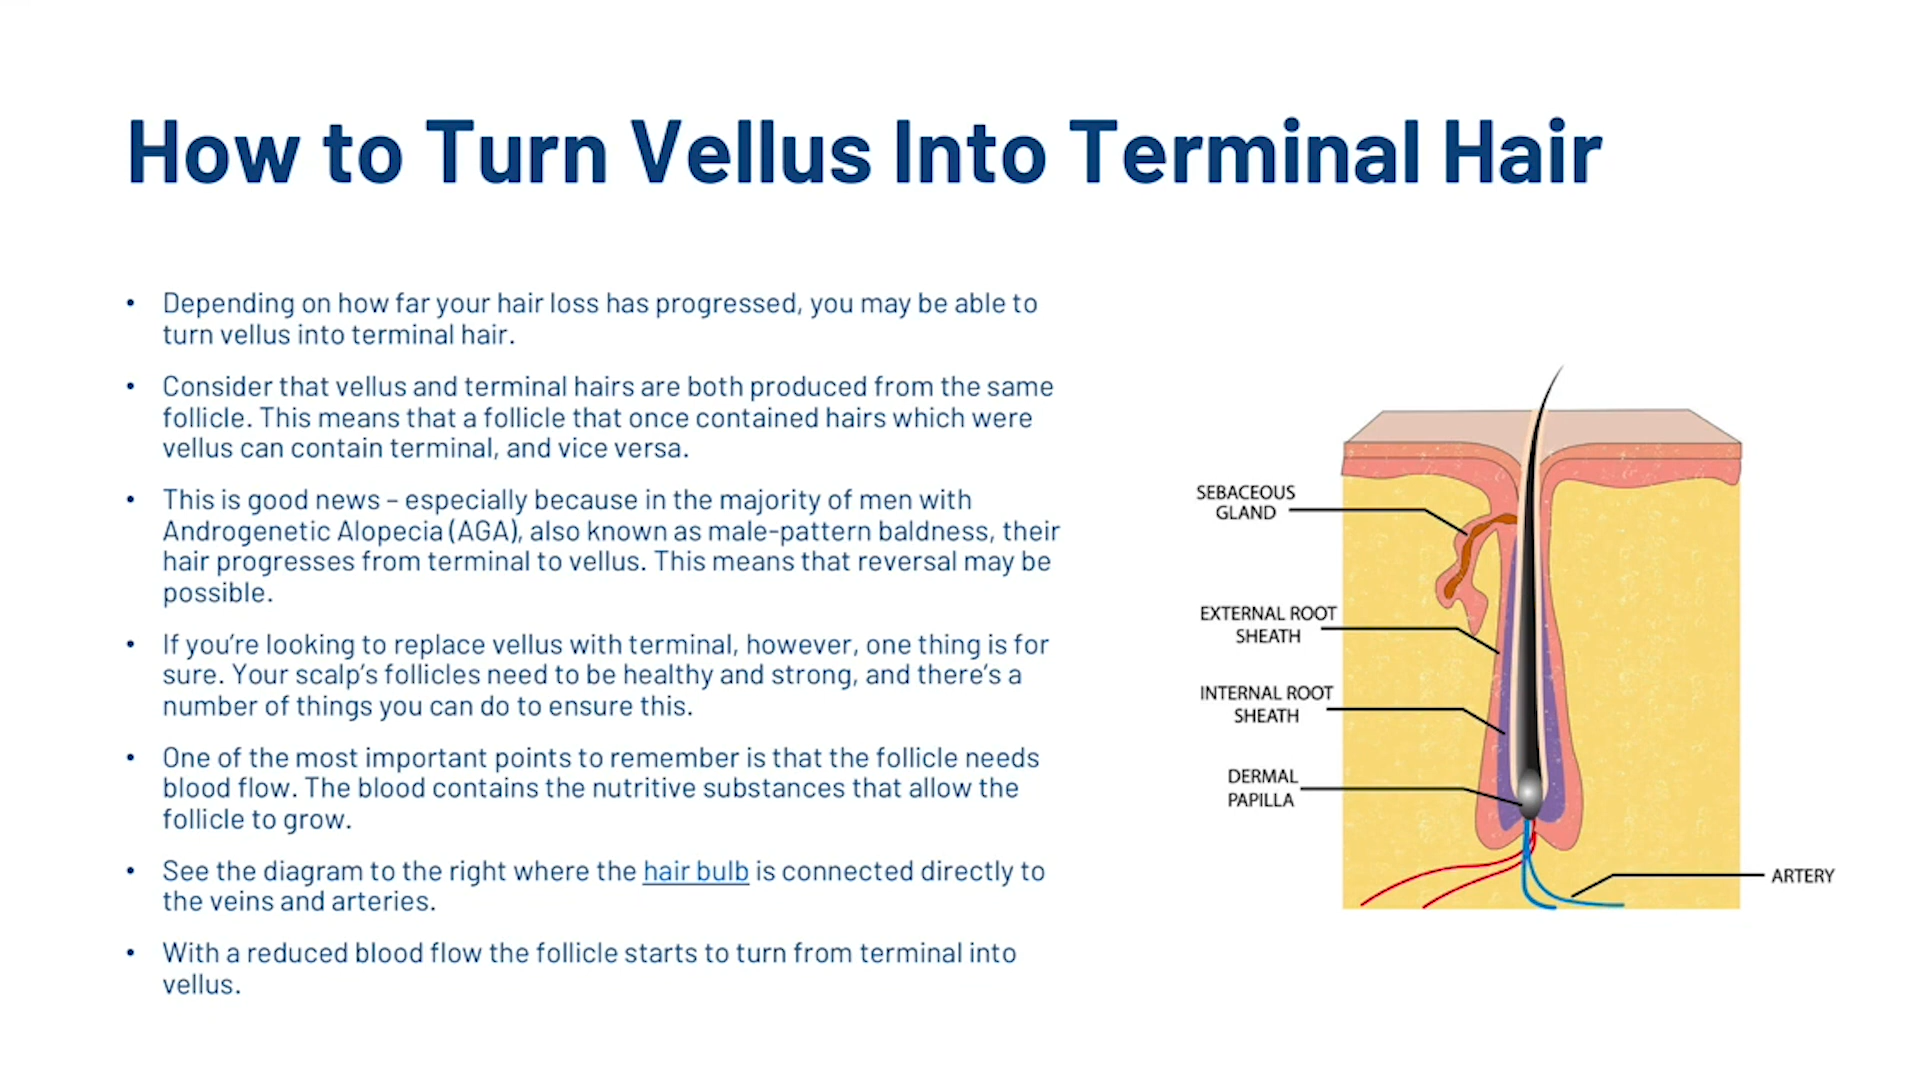 How to Turn Vellus Into Terminal Hair
• Depending on how far your hair loss has progressed, you may be able to
turn vellus into terminal hair.
• Consider that vellus and terminal hairs are both produced from the same
follicle. This means that a follicle that once contained hairs which were
vellus can contain terminal, and vice versa.
• This is good news – especially because in the majority of men with
Androgenetic Alopecia (AGA), also known as male-pattern baldness, their
hair progresses from terminal to vellus. This means that reversal may be
possible.
• If you’re looking to replace vellus with terminal, however, one thing is for
sure. Your scalp’s follicles need to be healthy and strong, and there’s a
number of things you can do to ensure this.
• One of the most important points to remember is that the follicle needs
blood flow. The blood contains the nutritive substances that allow the
follicle to grow.
• See the diagram to the right where the hair bulb is connected directly to
the veins and arteries.
• With a reduced blood flow the follicle starts to turn from terminal into
vellus.
SEBACEOUS
GLAND
EXTERNAL ROOT
SHEATH
INTERNAL ROOT
SHEATH
DERMAL
PAPILLA
ARTERY